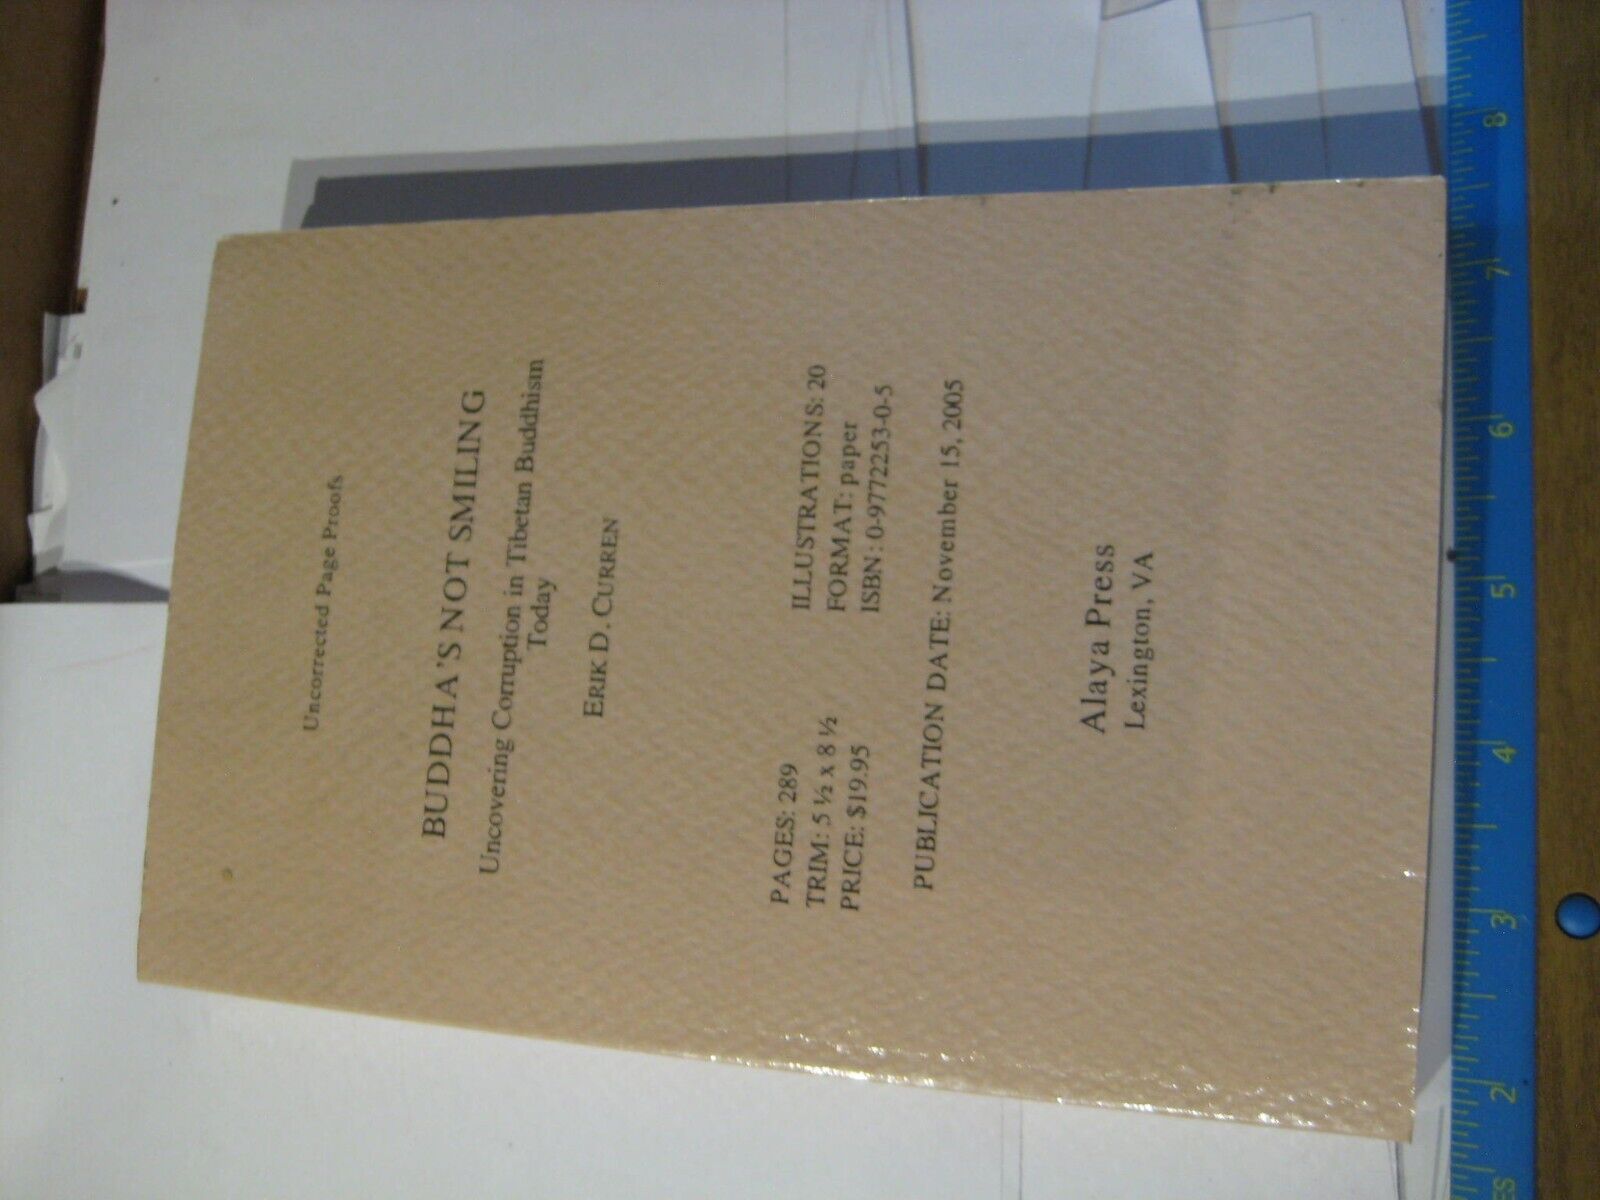 Uncorrected Page Proofs
BUDDHA'S NOT SMILING
Uncovering Corruption in Tibetan Buddhism
Today
ERIK D. CURREN
PAGES: 289
TRIM: 5 ½ x 8 ½
PRICE: $19.95
ILLUSTRATIONS: 20
FORMAT: paper
ISBN: 0-9772253-0-5
PUBLICATION DATE: November 15, 2005
Alaya Press
Lexington, VA
2 3 4 5 6 7 8